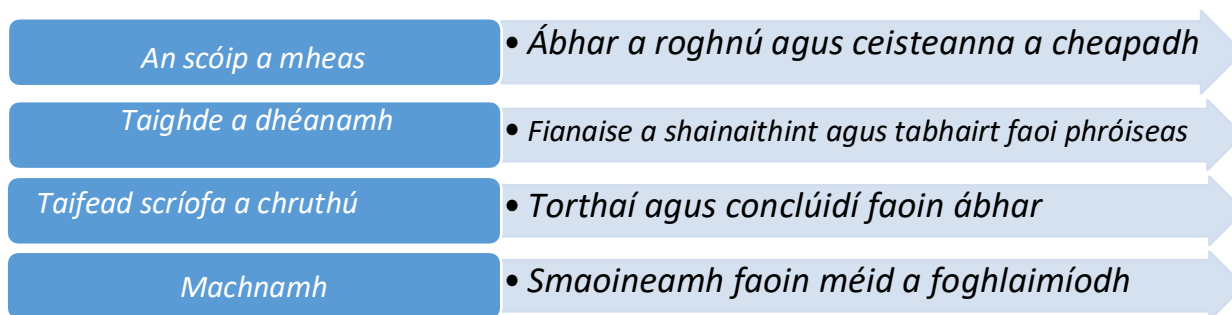 An scóip a mheas
• Ábhar a roghnú agus ceisteanna a cheapadh
Taighde a dhéanamh
• Fianaise a shainaithint agus tabhairt faoi phróiseas
Taifead scríofa a chruthú
• Torthaí agus conclúidí faoin ábhar
Machnamh
• Smaoineamh faoin méid a foghlaimíodh